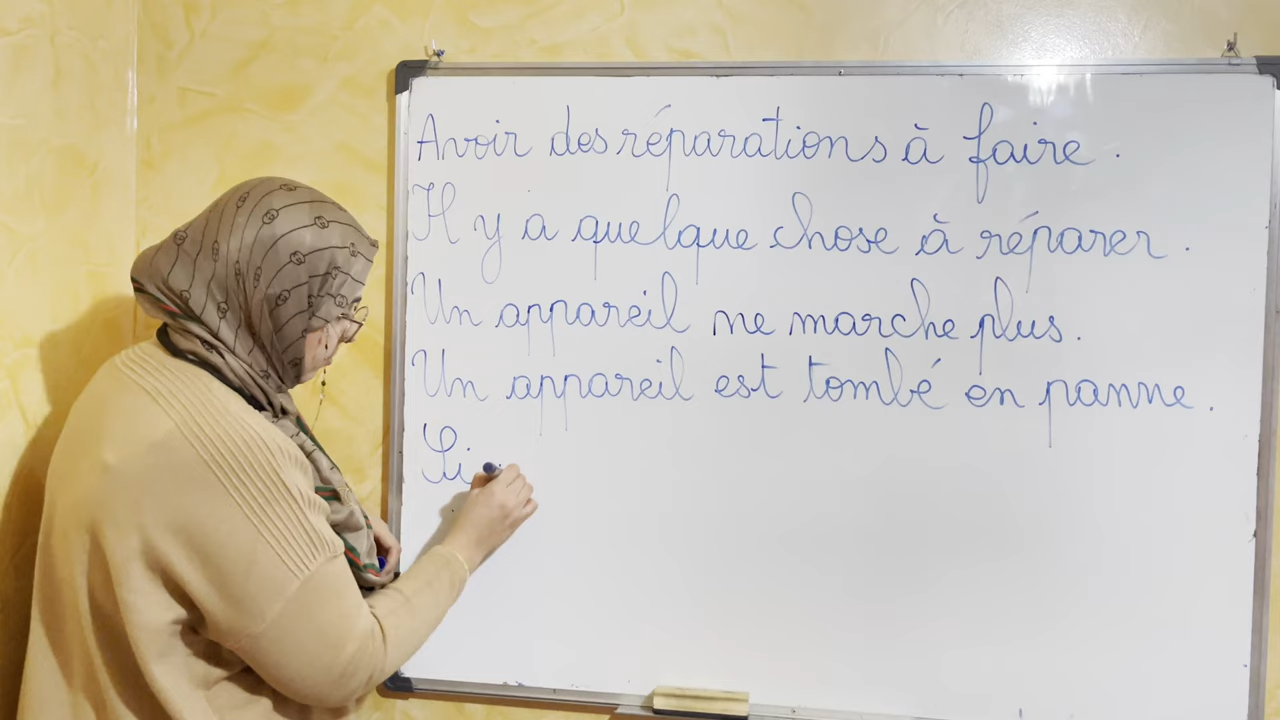 Avoir des réparations à faire.
Il y a quelque chose à réparer.
Un appareil ne marche plus.
Un appareil est tombé en panne.